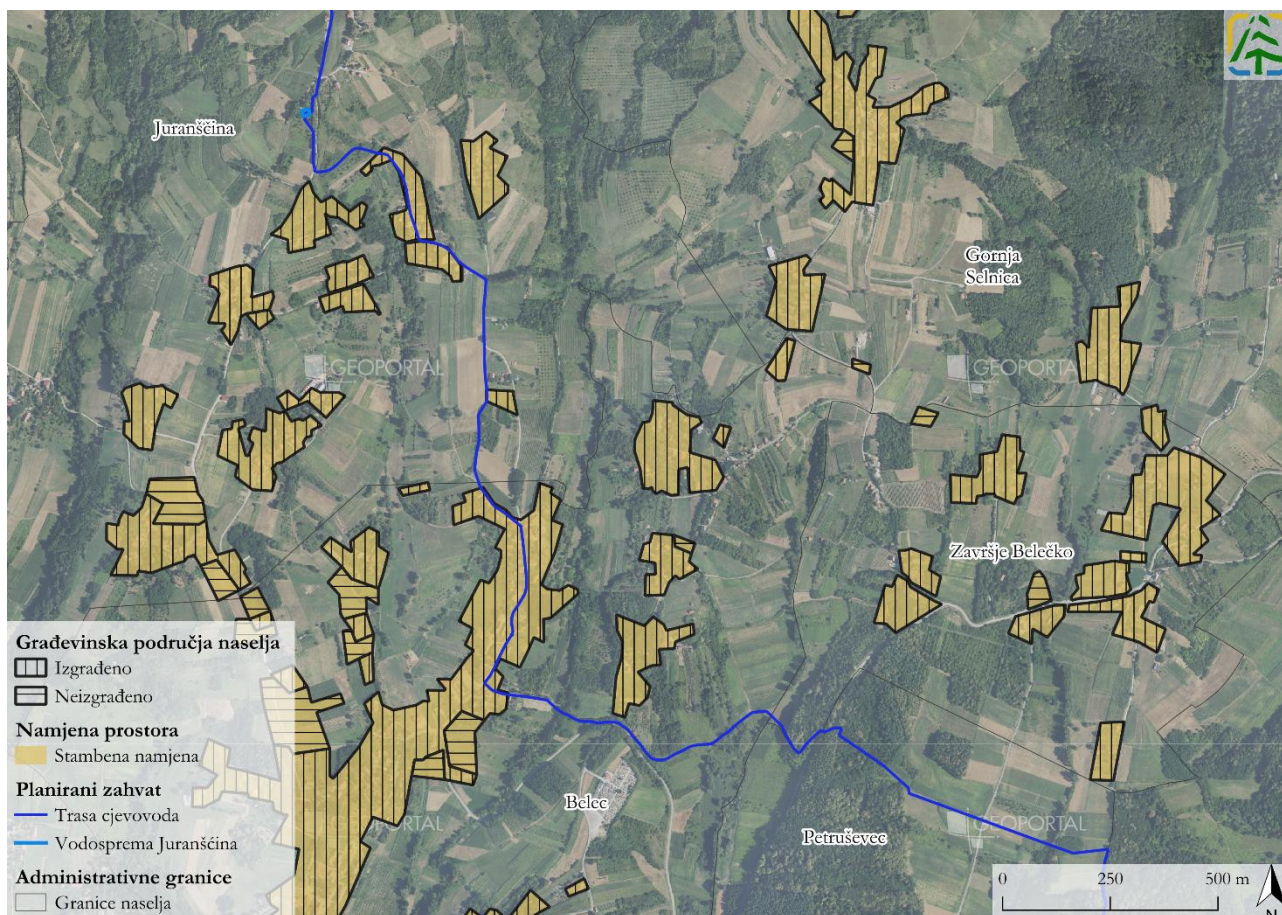 Juranščina
Gornja
Selnica
GEOPORTAL
GEOPORTAL
Završje Belečko
Građevinska područja naselja
Izgrađeno
Neizgrađeno
Namjena prostora
Stambena namjena
Planirani zahvat
Trasa cjevovoda
Vodosprema Juranščina
Administrativne granice
Granice naselja
Belec
GEOPORTAL
Petruševec
GEOPORTAL
0 250 500 m
N